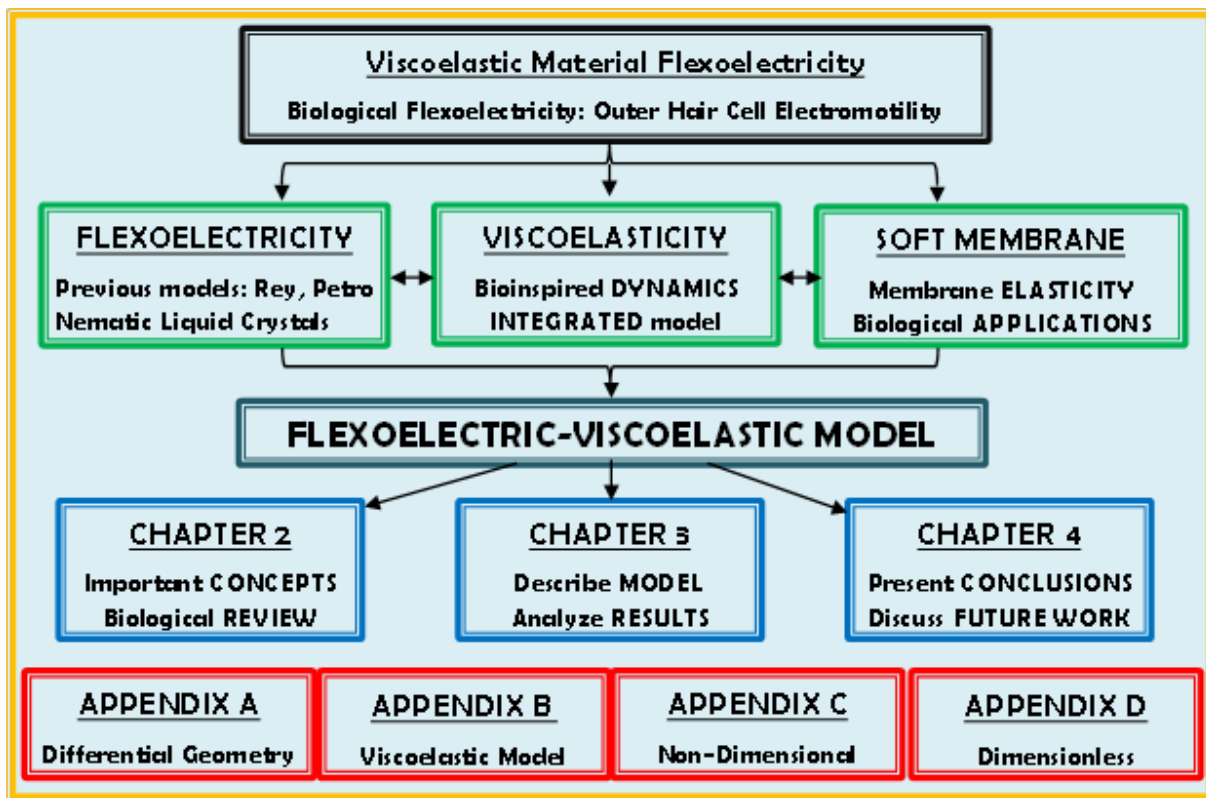 Viscoelastic Material Flexoelectricity
Biological Flexoelectricity: Outer Hair Cell Electromotility
FLEXOELECTRICITY
Previous models: Rey, Petro
Nematic Liquid Crystals
VISCOELASTICITY
Bioinspired DYNAMICS
INTEGRATED model
SOFT MEMBRANE
Membrane ELASTICITY
Biological APPLICATIONS
FLEXOELECTRIC-VISCOELASTIC MODEL
CHAPTER 2
Important CONCEPTS
Biological REVIEW
CHAPTER 3
Describe MODEL
Analyze RESULTS
CHAPTER 4
Present CONCLUSIONS
Discuss FUTURE WORK
APPENDIX A
Differential Geometry
APPENDIX B
Viscoelastic Model
APPENDIX C
Non-Dimensional
APPENDIX D
Dimensionless